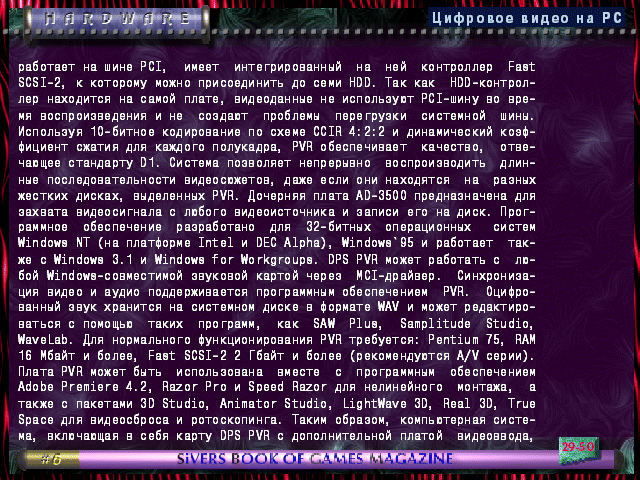 HARDWARE
Цифровое видео на PC
работает на шине PCI, имеет интегрированный на ней контроллер Fast
SCSI-2, к которому можно присоединить до семи HDD. Так как HDD-контрол-
лер находится на самой плате, видеоданные не используют PCI-шину во вре-
мя воспроизведения и не создают проблемы перегрузки системной шины.
Используя 10-битное кодирование по схеме CCIR 4:2:2 и динамический коэф-
фициент сжатия для каждого полукадра, PVR обеспечивает качество, отве-
чающее стандарту D1. Система позволяет непрерывно воспроизводить длин-
ные последовательности видеосюжетов, даже если они находятся на разных
жестких дисках, выделенных PVR. Дочерняя плата AD-3500 предназначена для
захвата видеосигнала с любого видеоисточника и записи его на диск. Прог-
раммное обеспечение разработано для 32-битных операционных систем
Windows NT (на платформе Intel и DEC Alpha), Windows`95 и работает так-
же с Windows 3.1 и Windows for Workgroups. DPS PVR может работать с лю-
бой Windows-совместимой звуковой картой через MCI-драйвер. Синхрониза-
ция видео и аудио поддерживается программным обеспечением PVR. Оцифро-
ванный звук хранится на системном диске в формате WAV и может редактиро-
ваться с помощью таких программ, как SAW Plus, Samplitude Studio,
WaveLab. Для нормального функционирования PVR требуется: Pentium 75, RAM
16 Мбайт и более, Fast SCSI-2 2 Гбайт и более (рекомендуются A/V серии).
Плата PVR может быть использована вместе с программным обеспечением
Adobe Premiere 4.2, Razor Pro и Speed Razor для нелинейного монтажа, а
также с пакетами 3D Studio, Animator Studio, LightWave 3D, Real 3D, True
Space для видеосброса и ротоскопинга. Таким образом, компьютерная систе-
ма, включающая в себя карту DPS PVR с дополнительной платой видеоввода,
29-50
#6
SIVERS BOOK OF GAMES MAGAZINE